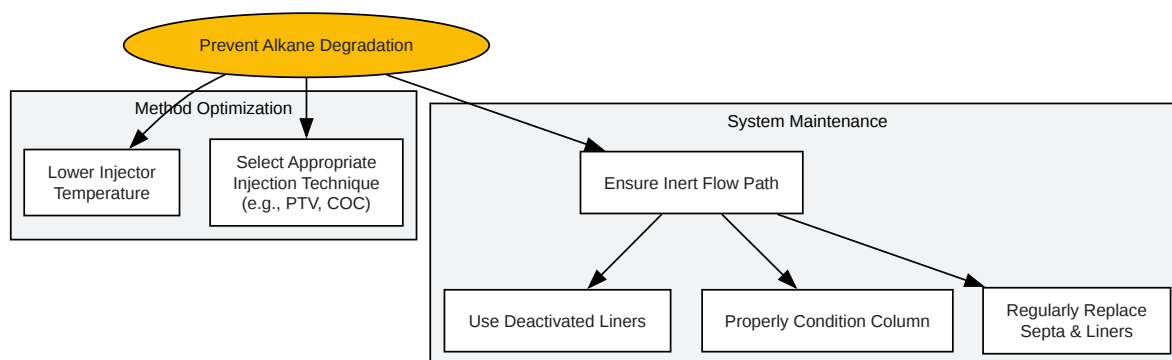 Prevent Alkane Degradation
Method Optimization
Lower Injector
Temperature
Select Appropriate
Injection Technique
(e.g., PTV, COC)
System Maintenance
Ensure Inert Flow Path
Use Deactivated Liners
Properly Condition Column
Regularly Replace
Septa & Liners